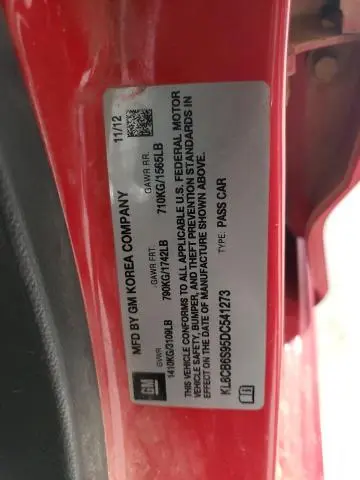 MFD BY GM KOREA COMPANY 11/12
GVWR GAWR FRT. GAWR RR.
1410KG/3109LB 790KG/1742LB 710KG/1565LB
THIS VEHICLE CONFORMS TO ALL APPLICABLE U.S. FEDERAL MOTOR
VEHICLE SAFETY, BUMPER, AND THEFT PREVENTION STANDARDS IN
EFFECT ON THE DATE OF MANUFACTURE SHOWN ABOVE.
KL8CB6S95DC541273 TYPE: PASS CAR
GM